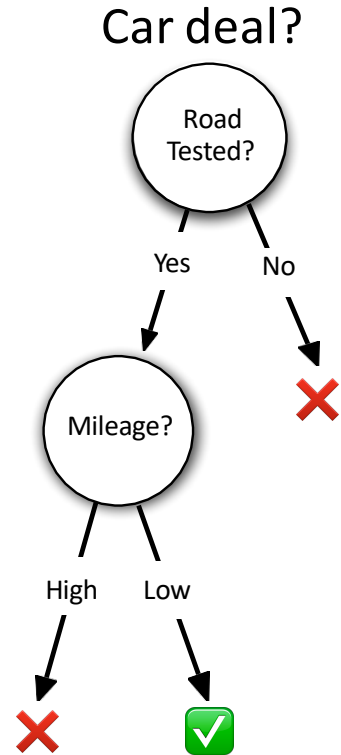 Car deal?
Road
Tested?
Yes
No
Mileage?
High
Low